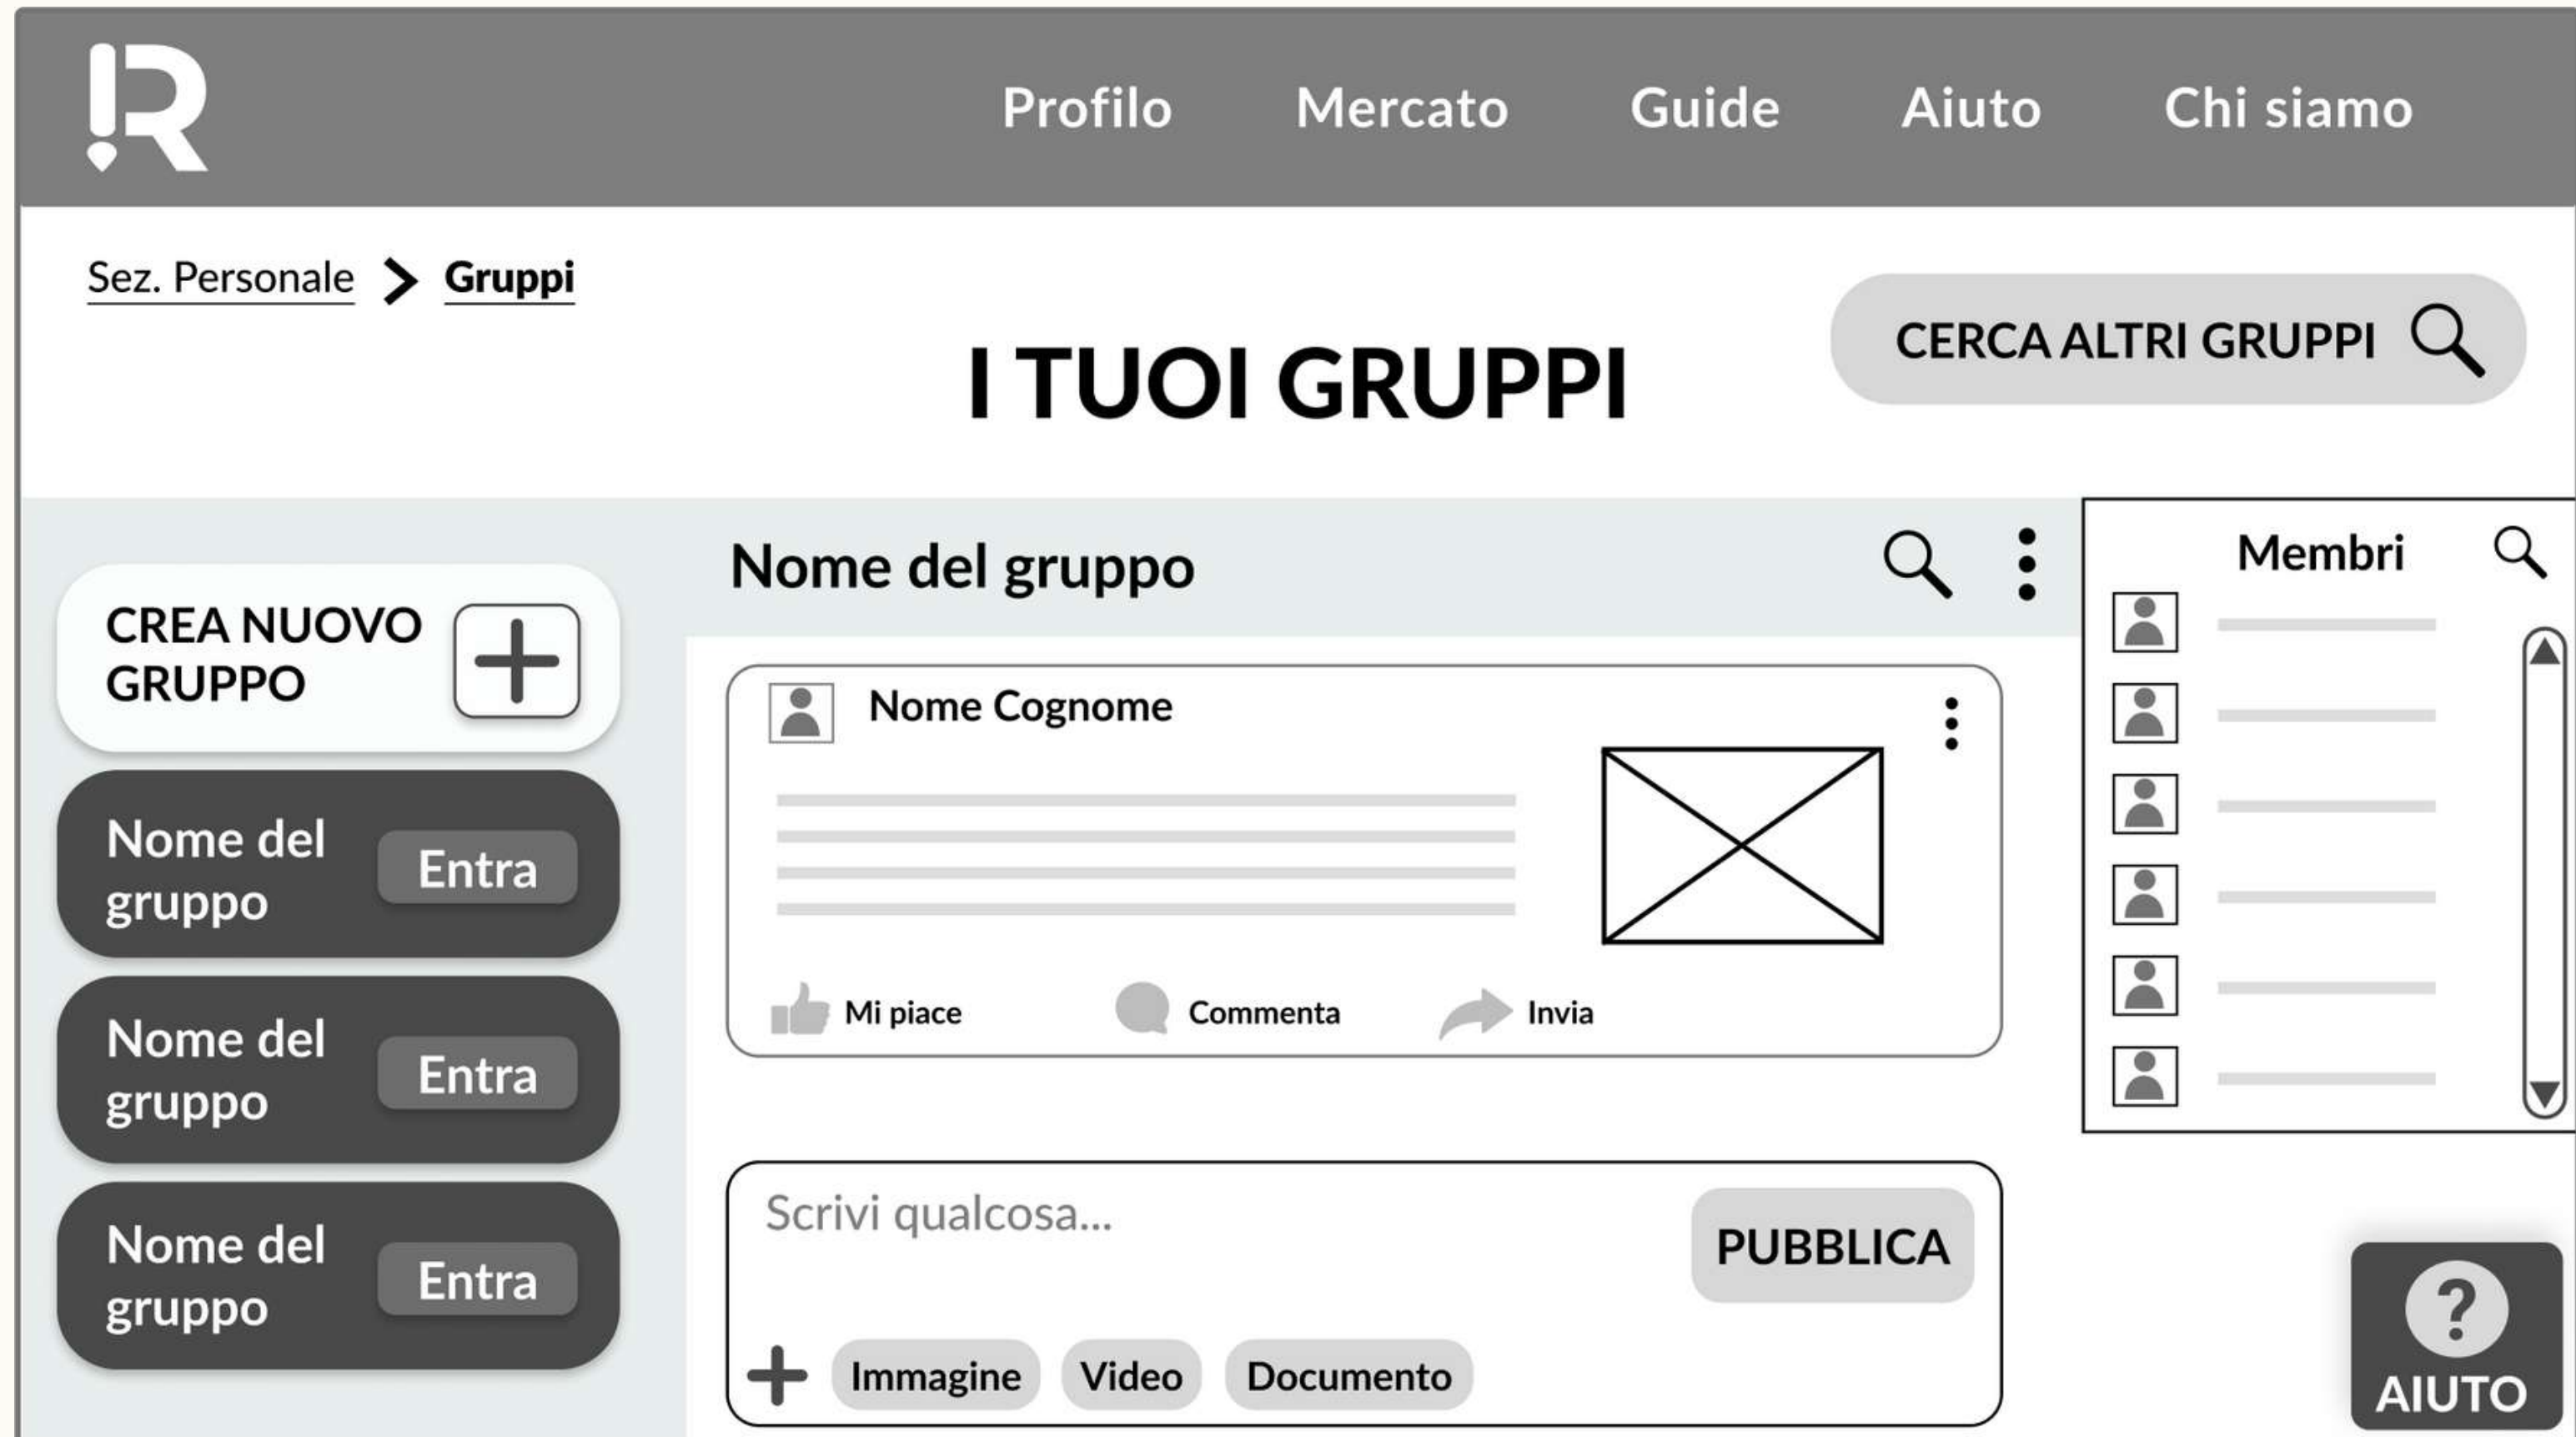 R
Profilo Mercato Guide Aiuto Chi siamo
Sez. Personale > Gruppi
CERCA ALTRI GRUPPI
I TUOI GRUPPI
CREA NUOVO
GRUPPO
Nome del
gruppo
Entra
Nome del
gruppo
Entra
Nome del
gruppo
Entra
Nome del gruppo
Nome Cognome
Mi piace Commenta Invia
Scrivi qualcosa...
PUBBLICA
+ Immagine Video Documento
Membri
?
AIUTO